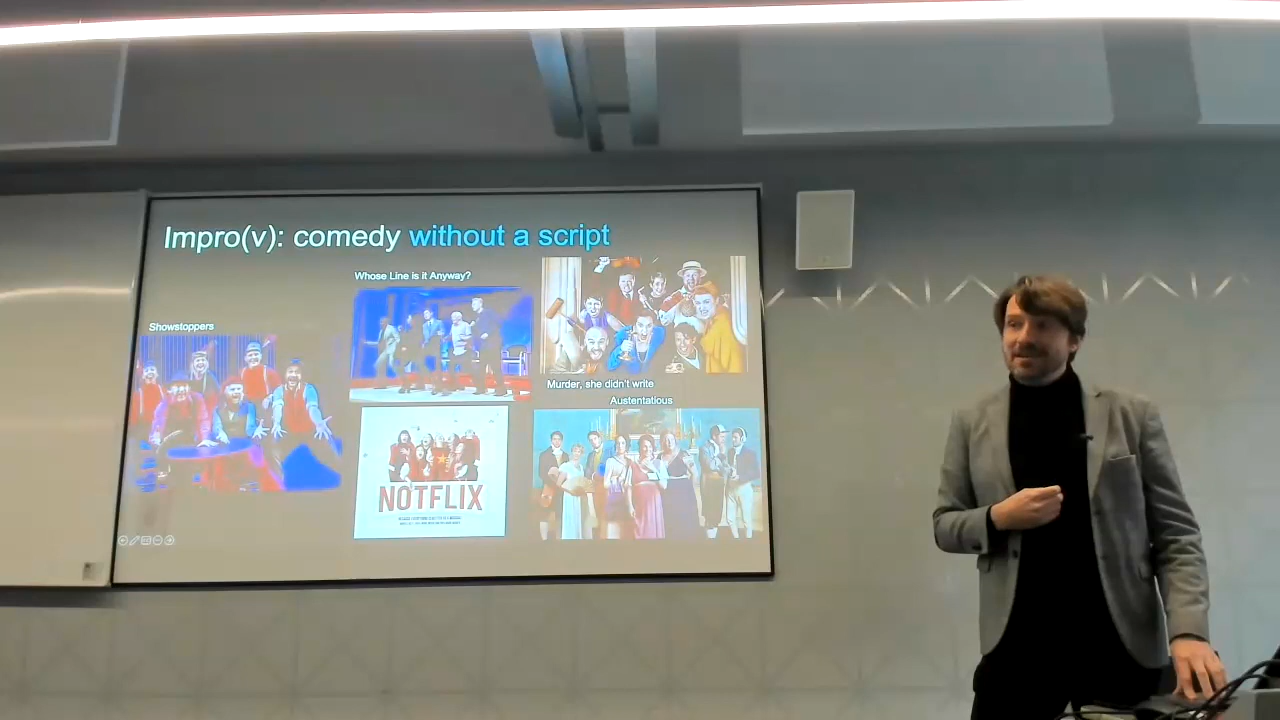 Impro(v): comedy without a script
Whose Line is it Anyway?
Showstoppers
Murder, she didn't write
Austentatious
NOTFLIX